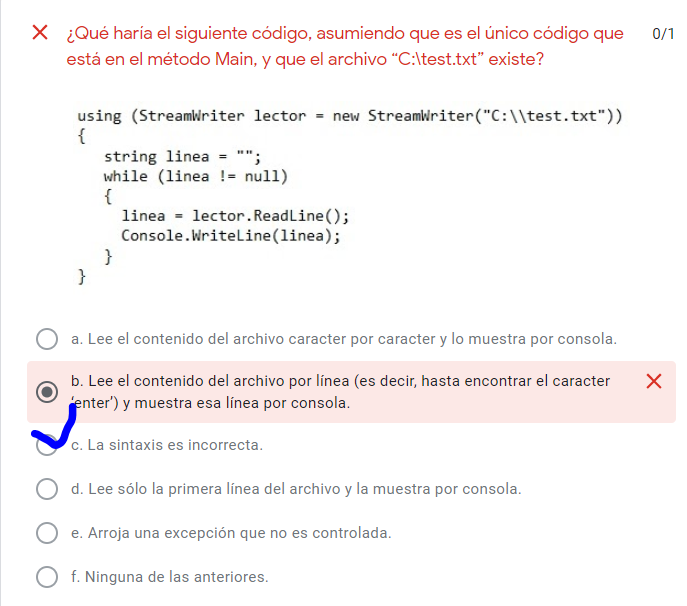 ¿Qué haría el siguiente código, asumiendo que es el único código que 0/1
está en el método Main, y que el archivo “C:\test.txt” existe?
using (StreamWriter lector = new StreamWriter("C:\\test.txt"))
{
string linea = "";
while (linea != null)
{
linea = lector.ReadLine();
Console.WriteLine(linea);
}
}
a. Lee el contenido del archivo caracter por caracter y lo muestra por consola.
b. Lee el contenido del archivo por línea (es decir, hasta encontrar el caracter
‘enter’) y muestra esa línea por consola.
c. La sintaxis es incorrecta.
d. Lee sólo la primera línea del archivo y la muestra por consola.
e. Arroja una excepción que no es controlada.
f. Ninguna de las anteriores.